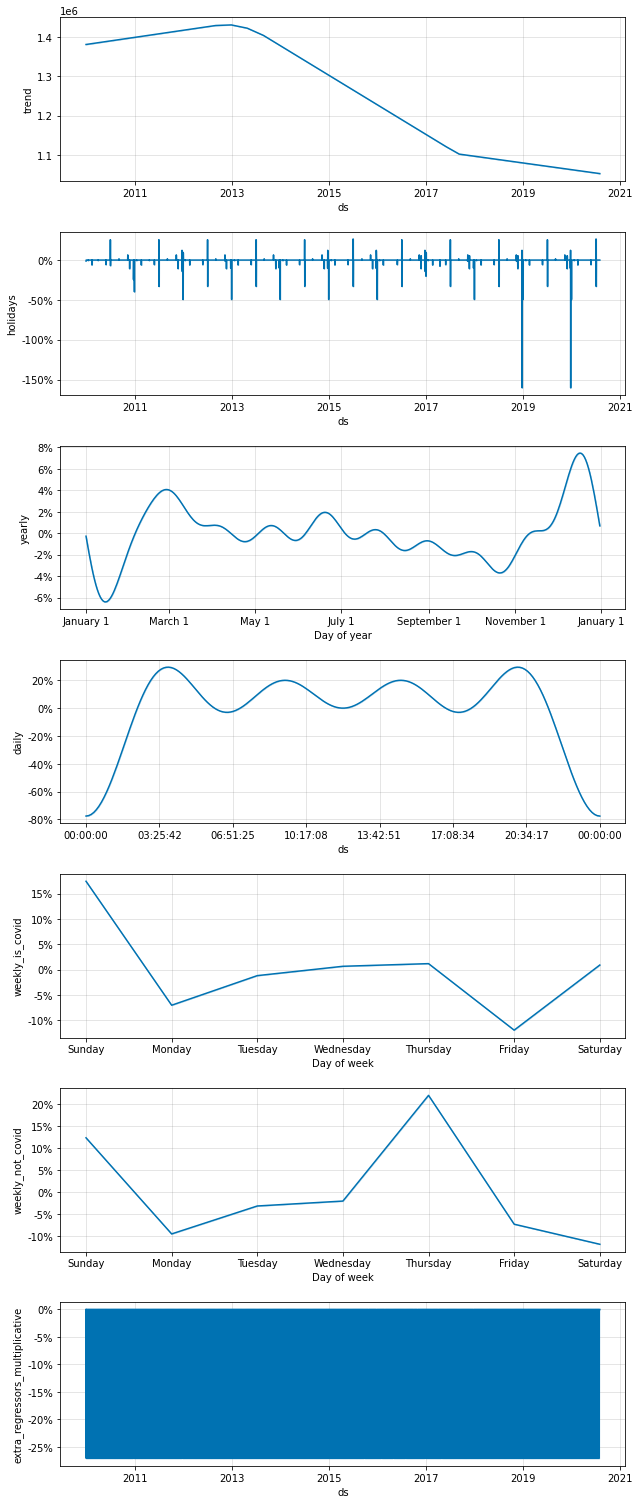 1e6
1.4
1.3
1.2
1.1
trend
2011 2013 2015 2017 2019 2021
ds
0%
-50%
-100%
-150%
holidays
2011 2013 2015 2017 2019 2021
ds
8%
6%
4%
2%
0%
-2%
-4%
-6%
yearly
January 1 March 1 May 1 July 1 September 1 November 1 January 1
Day of year
20%
0%
-20%
-40%
-60%
-80%
daily
00:00:00 03:25:42 06:51:25 10:17:08 13:42:51 17:08:34 20:34:17 00:00:00
ds
15%
10%
5%
0%
-5%
-10%
weekly_is_covid
Sunday Monday Tuesday Wednesday Thursday Friday Saturday
Day of week
20%
15%
10%
5%
0%
-5%
-10%
weekly_not_covid
Sunday Monday Tuesday Wednesday Thursday Friday Saturday
Day of week
0%
-5%
-10%
-15%
-20%
-25%
extra_regressors_multiplicative
2011 2013 2015 2017 2019 2021
ds